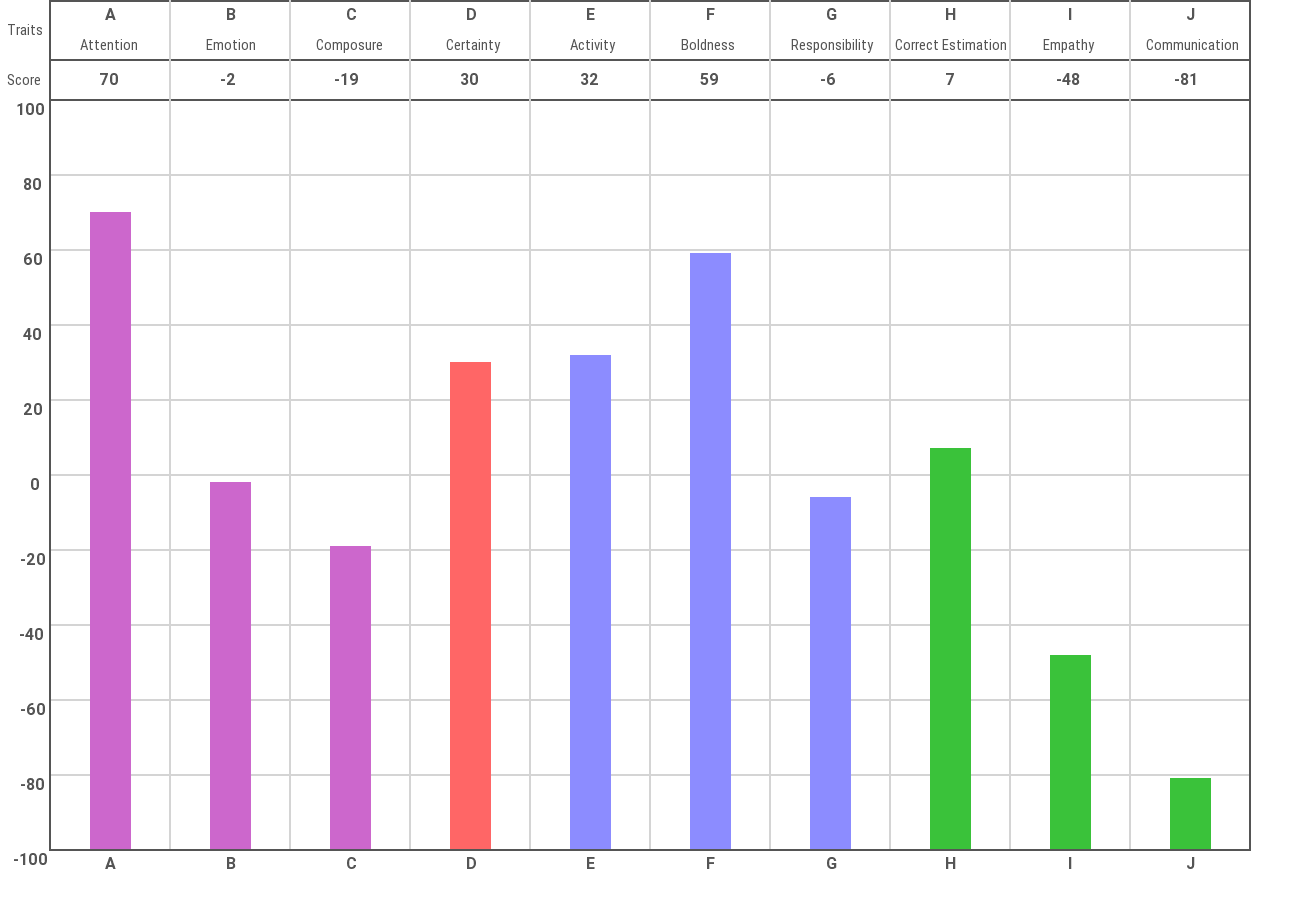 Traits
A B C D E F G H I J
Attention Emotion Composure Certainty Activity Boldness Responsibility Correct Estimation Empathy Communication
Score 70 -2 -19 30 32 59 -6 7 -48 -81
100
80
60
40
20
0
-20
-40
-60
-80
-100
A B C D E F G H I J